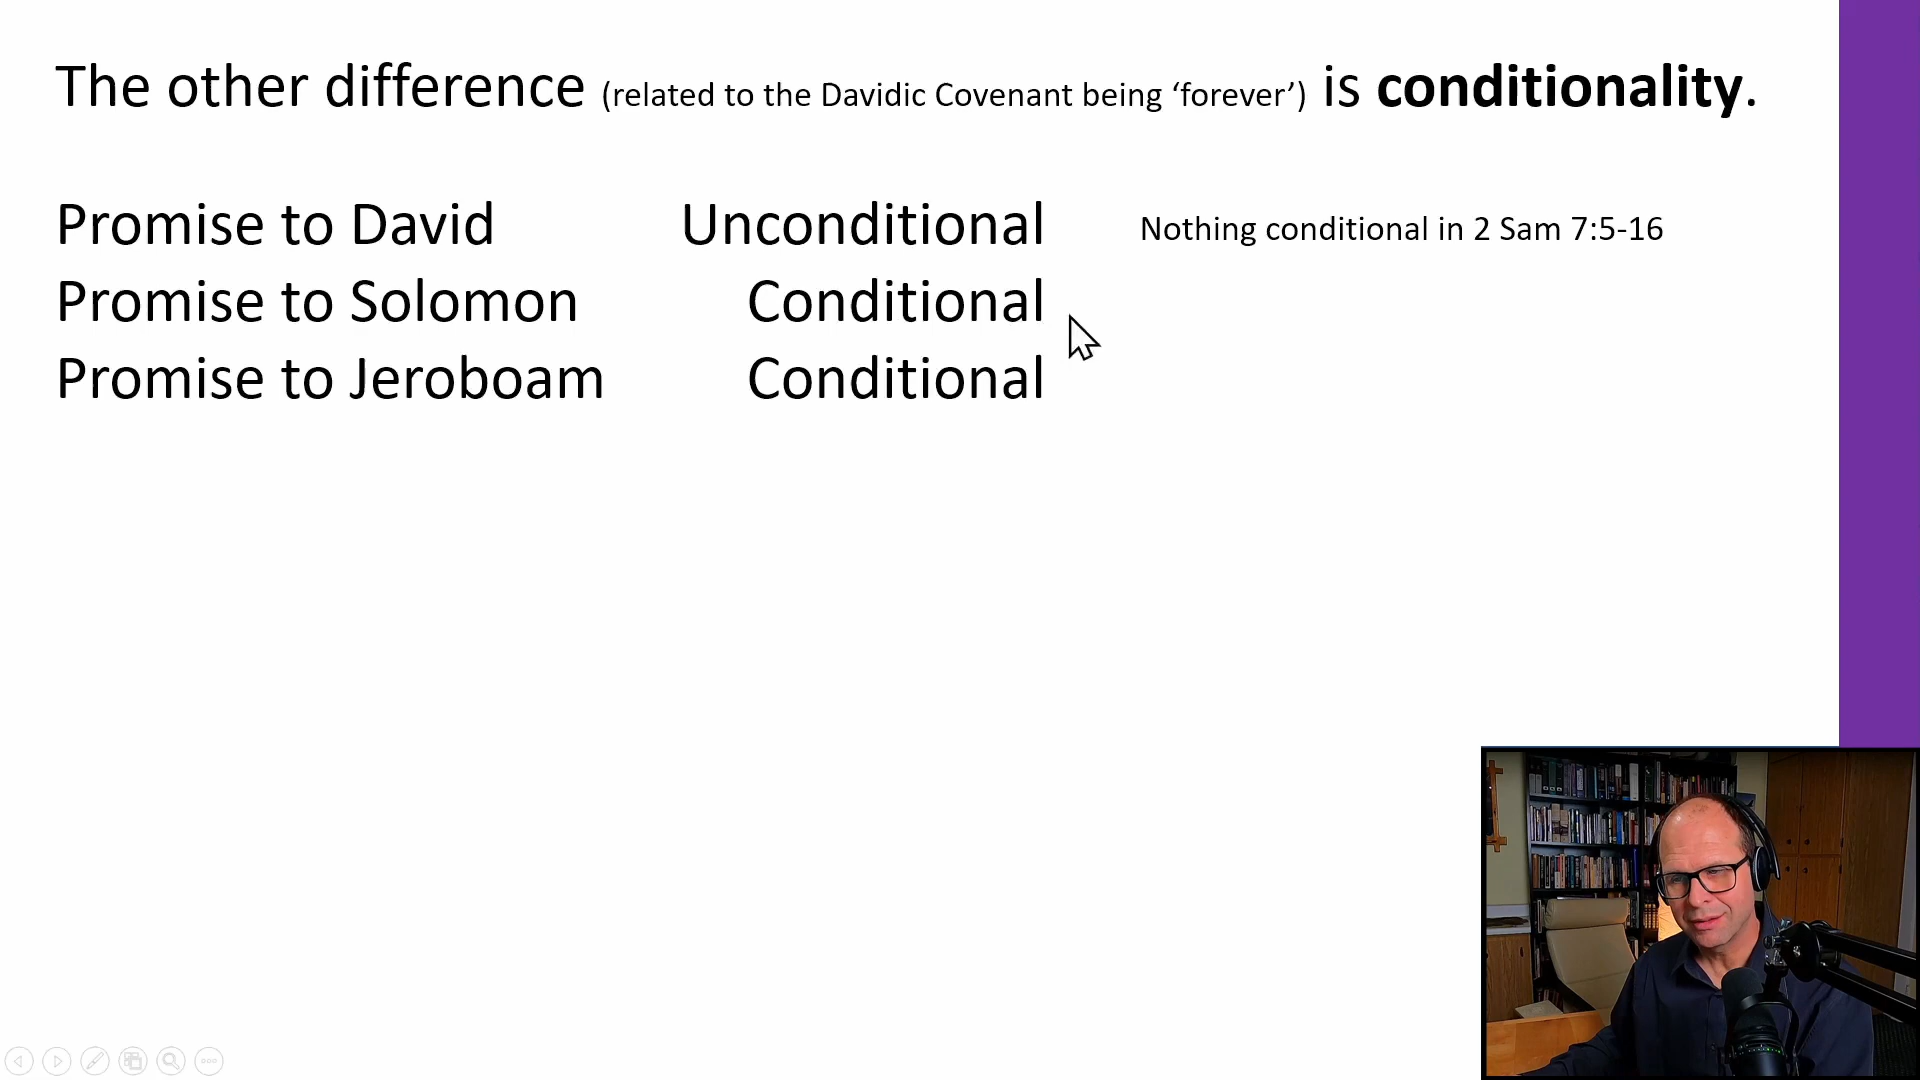 The other difference (related to the Davidic Covenant being ‘forever’) is conditionality.
Promise to David Unconditional Nothing conditional in 2 Sam 7:5-16
Promise to Solomon Conditional
Promise to Jeroboam Conditional